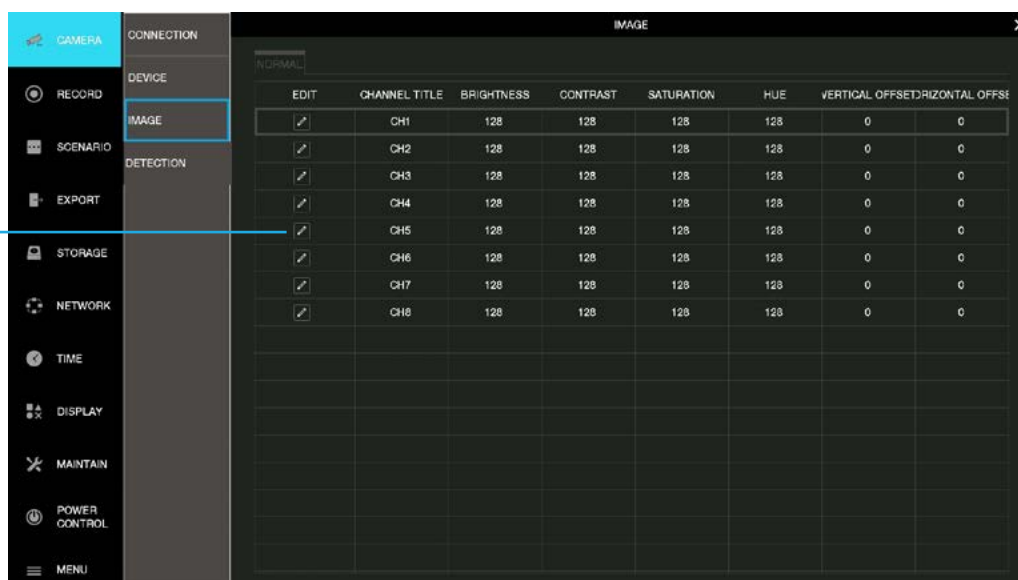 IMAGE
CAMERA
RECORD
SCENARIO
EXPORT
STORAGE
NETWORK
TIME
DISPLAY
MAINTAIN
POWER
CONTROL
MENU
CONNECTION
DEVICE
IMAGE
DETECTION
NORMAL
EDIT CHANNEL TITLE BRIGHTNESS CONTRAST SATURATION HUE VERTICAL OFFSET ORIZONTAL OFFSE
CH1 128 128 128 128 0 0
CH2 128 128 128 128 0 0
CH3 128 128 128 128 0 0
CH4 128 128 128 128 0 0
CH5 128 128 128 128 0 0
CH6 128 128 128 128 0 0
CH7 128 128 128 128 0 0
CH8 128 128 128 128 0 0